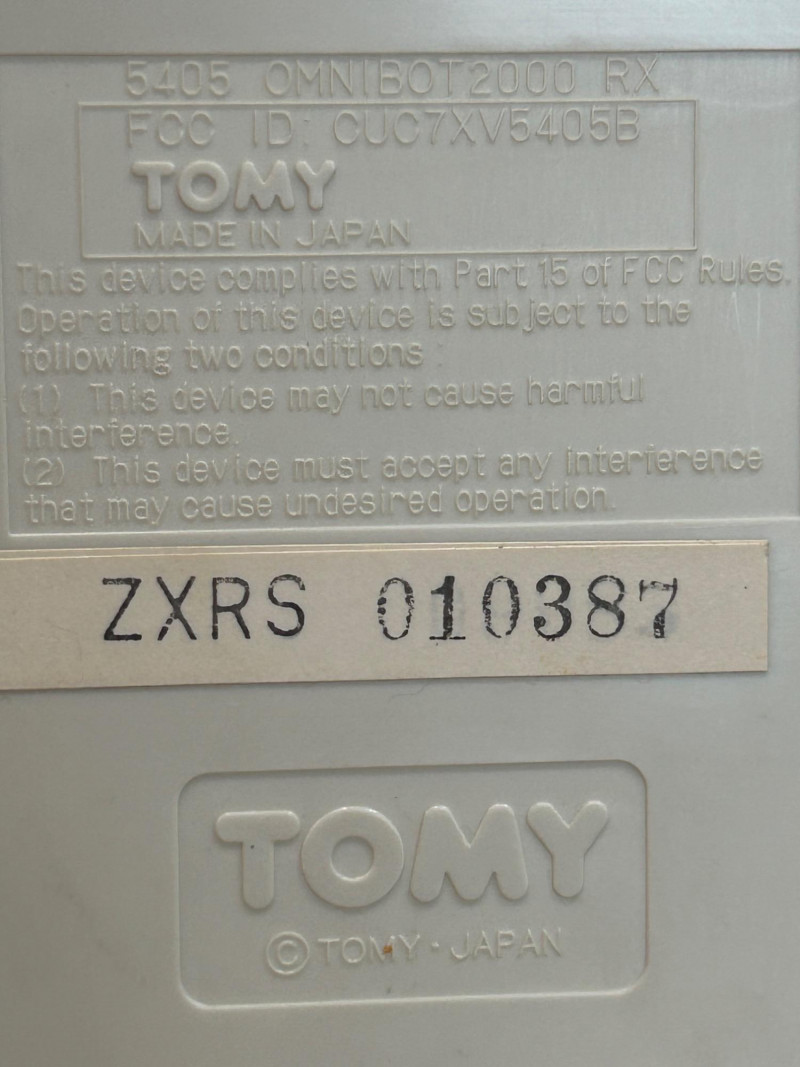 5405 OMNIBOT2000 RX
FCC ID: CUC7XV5405B
TOMY
MADE IN JAPAN
This device complies with Part 15 of FCC Rules.
Operation of this device is subject to the
following two conditions :
(1) This device may not cause harmful
interference.
(2) This device must accept any interference
that may cause undesired operation.
ZXRS 010387
TOMY
© TOMY · JAPAN